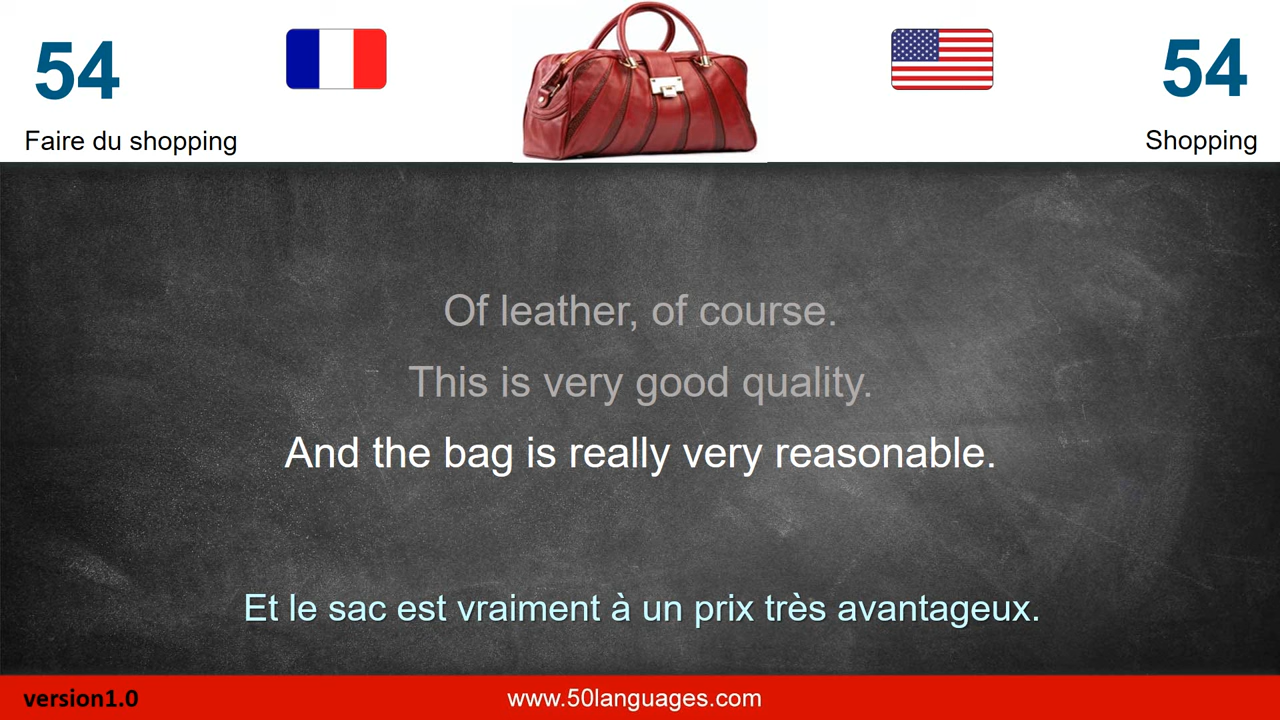 54
54
Faire du shopping
Shopping
Of leather, of course.
This is very good quality.
And the bag is really very reasonable.
Et le sac est vraiment à un prix très avantageux.
version1.0
www.50languages.com